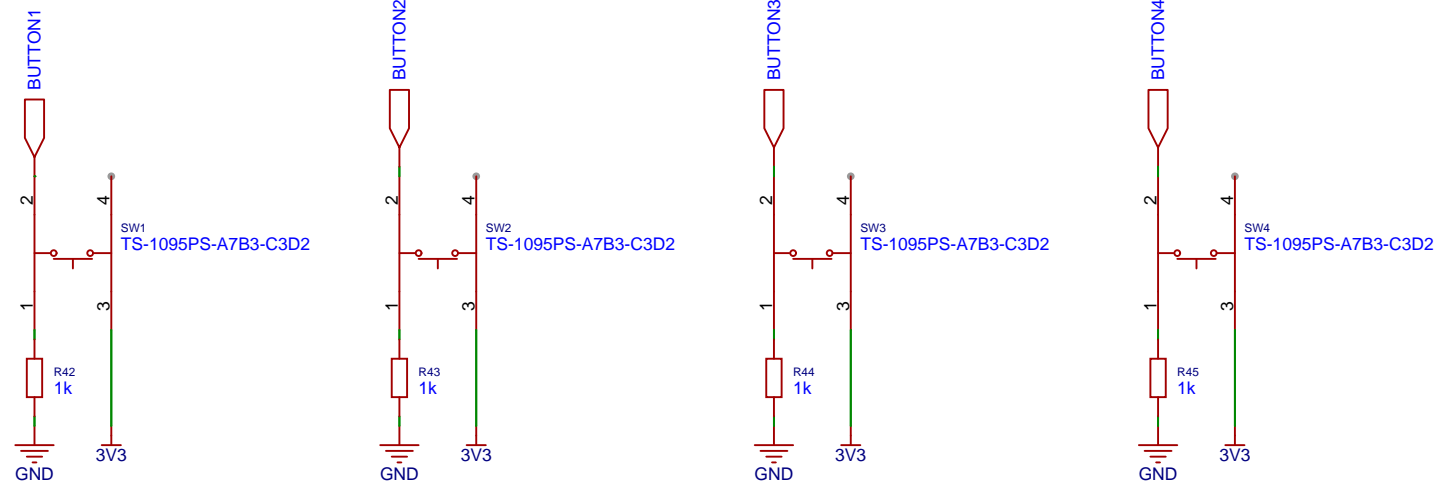 BUTTON1
2
4
SW1
TS-1095PS-A7B3-C3D2
1
3
R42
1k
GND
3V3
BUTTON2
2
4
SW2
TS-1095PS-A7B3-C3D2
1
3
R43
1k
GND
3V3
BUTTON3
2
4
SW3
TS-1095PS-A7B3-C3D2
1
3
R44
1k
GND
3V3
BUTTON4
2
4
SW4
TS-1095PS-A7B3-C3D2
1
3
R45
1k
GND
3V3